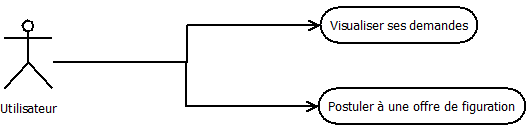 Visualiser ses demandes
Utilisateur
Postuler à une offre de figuration